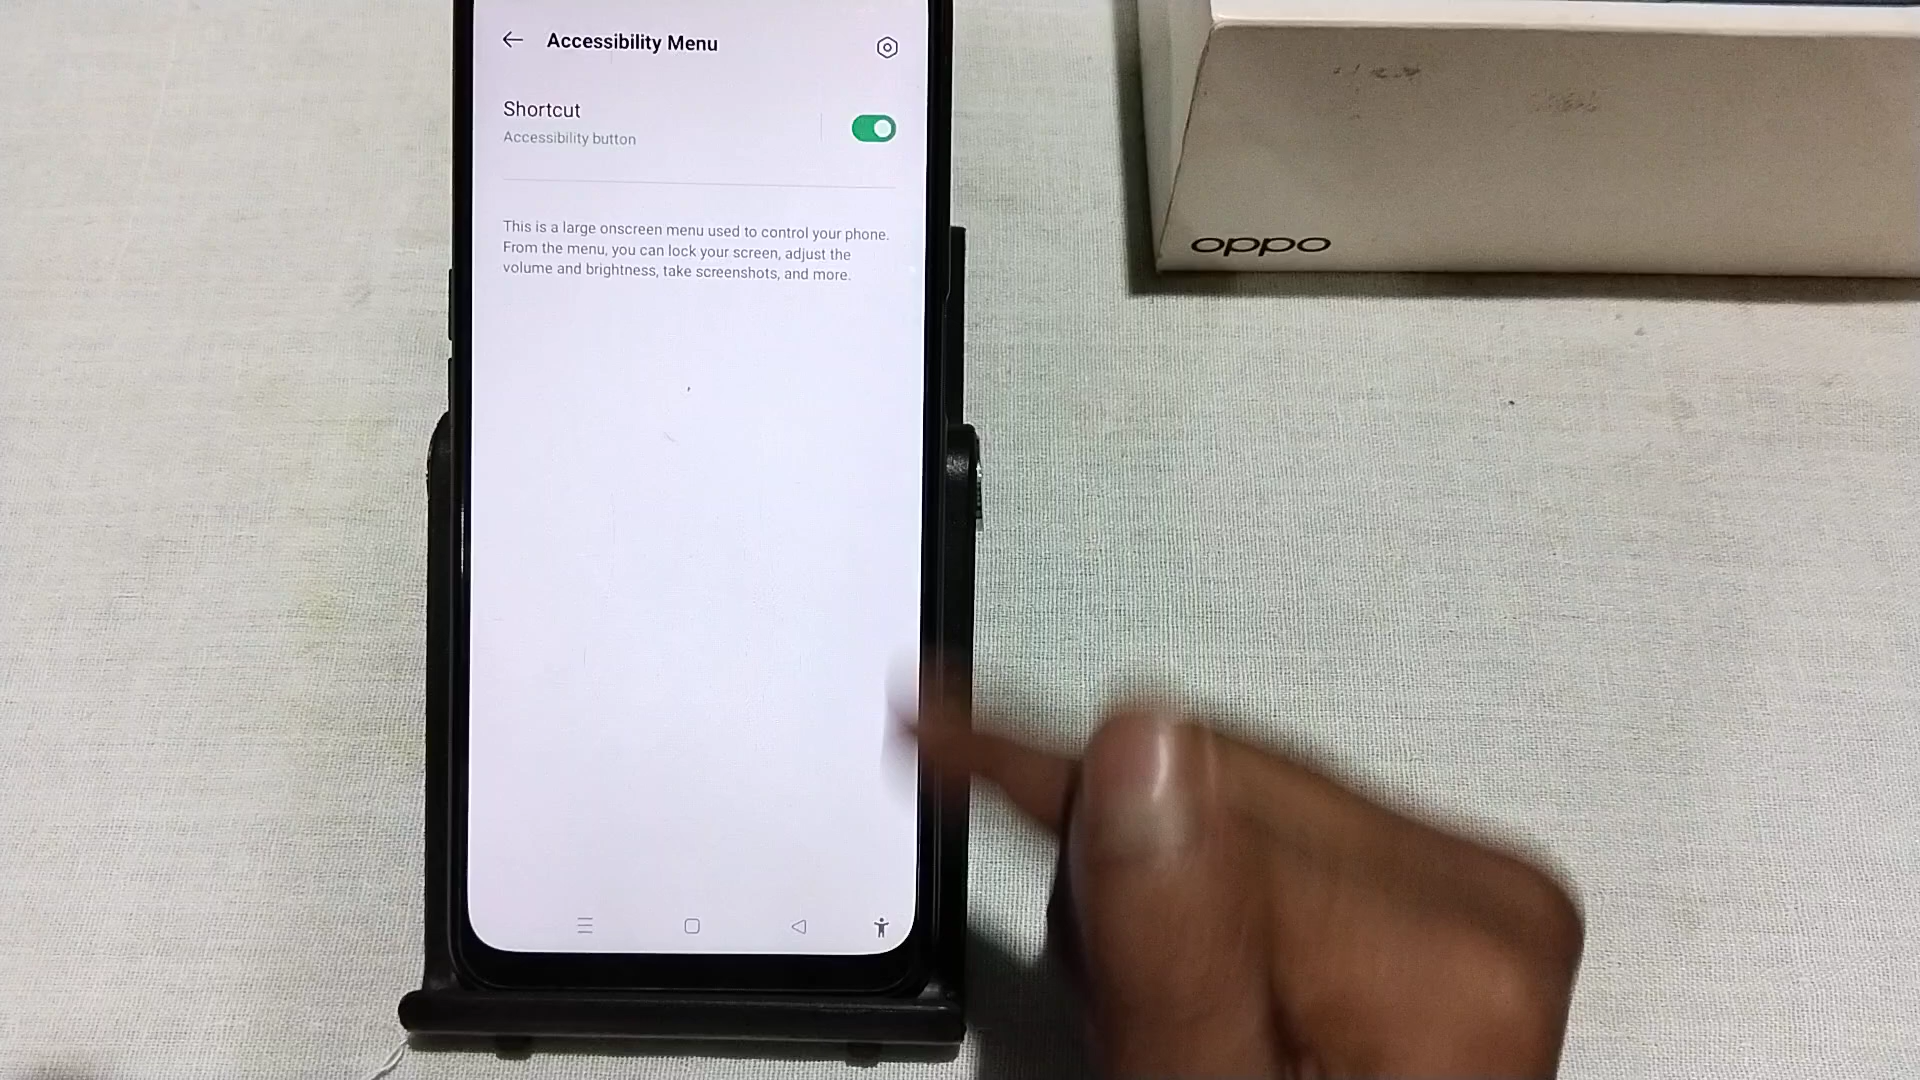 Accessibility Menu
Shortcut
Accessibility button
This is a large onscreen menu used to control your phone.
From the menu, you can lock your screen, adjust the
volume and brightness, take screenshots, and more.
oppo